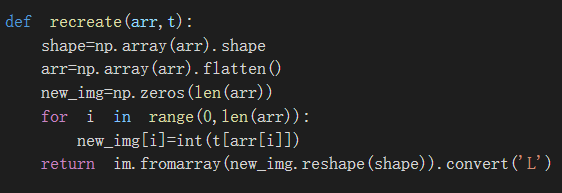 def recreate(arr,t):
    shape=np.array(arr).shape
    arr=np.array(arr).flatten()
    new_img=np.zeros(len(arr))
    for i in range(0,len(arr)):
        new_img[i]=int(t[arr[i]])
    return im.fromarray(new_img.reshape(shape)).convert('L')